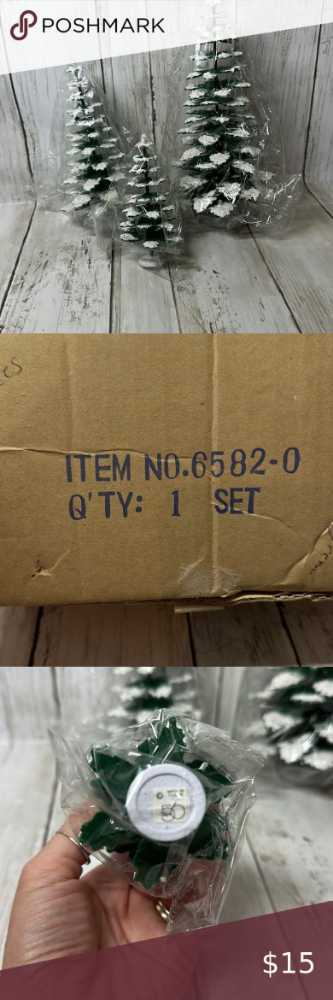 POSHMARK
ITEM NO.6582-0
Q'TY: 1 SET
$15